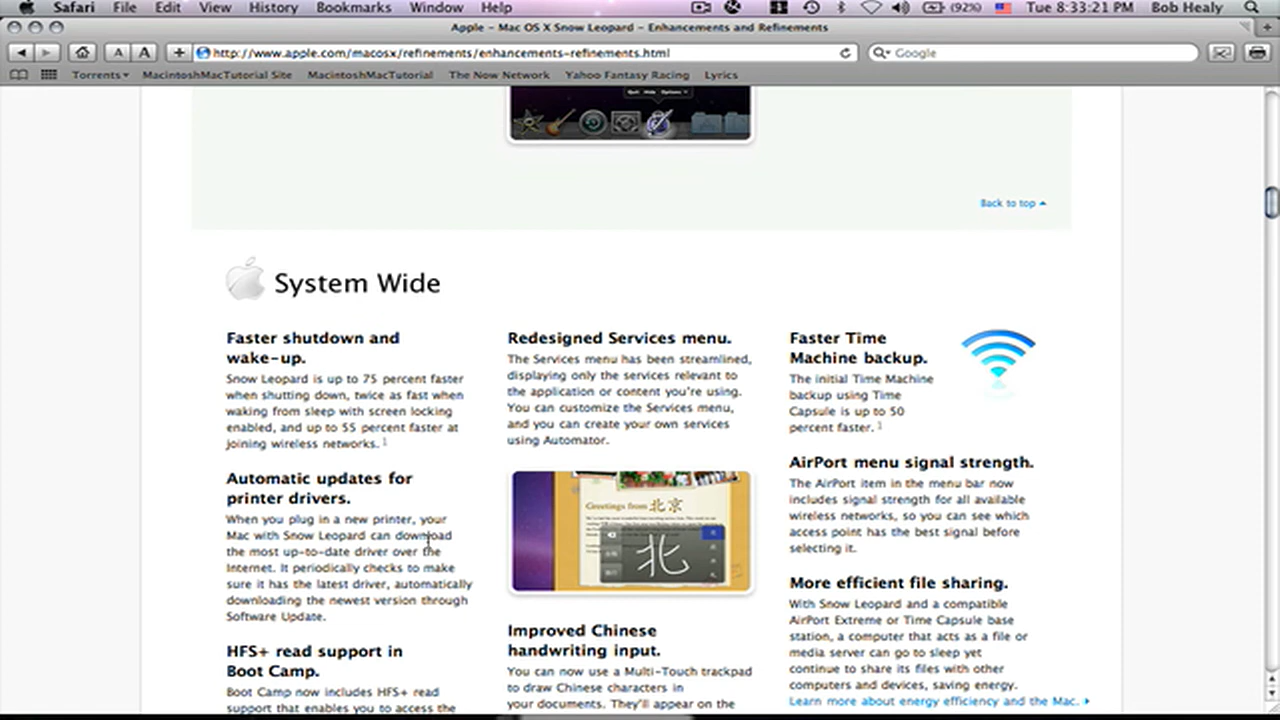 Safari File Edit View History Bookmarks Window Help (92%) Tue 8:33:21 PM Bob Healy
Apple - Mac OS X Snow Leopard - Enhancements and Refinements
A A + http://www.apple.com/macosx/refinements/enhancements-refinements.html Google
Torrents MacintoshMacTutorial Site MacintoshMacTutorial The Now Network Yahoo Fantasy Racing Lyrics
Quit Hide Options
Back to top
System Wide
Faster shutdown and
wake-up.
Snow Leopard is up to 75 percent faster
when shutting down, twice as fast when
waking from sleep with screen locking
enabled, and up to 55 percent faster at
joining wireless networks. 1
Automatic updates for
printer drivers.
When you plug in a new printer, your
Mac with Snow Leopard can download
the most up-to-date driver over the
Internet. It periodically checks to make
sure it has the latest driver, automatically
downloading the newest version through
Software Update.
HFS+ read support in
Boot Camp.
Boot Camp now includes HFS+ read
support that enables you to access the
Redesigned Services menu.
The Services menu has been streamlined,
displaying only the services relevant to
the application or content you're using.
You can customize the Services menu,
and you can create your own services
using Automator.
Greetings from 北京
北
Improved Chinese
handwriting input.
You can now use a Multi-Touch trackpad
to draw Chinese characters in
your documents. They'll appear on the
Faster Time
Machine backup.
The initial Time Machine
backup using Time
Capsule is up to 50
percent faster. 1
AirPort menu signal strength.
The AirPort item in the menu bar now
includes signal strength for all available
wireless networks, so you can see which
access point has the best signal before
selecting it.
More efficient file sharing.
With Snow Leopard and a compatible
AirPort Extreme or Time Capsule base
station, a computer that acts as a file or
media server can go to sleep yet
continue to share its files with other
computers and devices, saving energy.
Learn more about energy efficiency and the Mac.